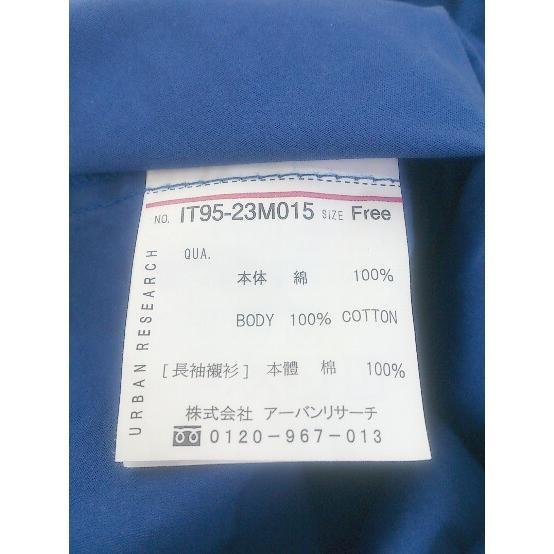 NO. IT95-23M015 SIZE Free
QUA.
本体 綿 100%
BODY 100% COTTON
[長袖襯衫] 本體 棉 100%
株式会社 アーバンリサーチ
0120-967-013
URBAN RESEARCH